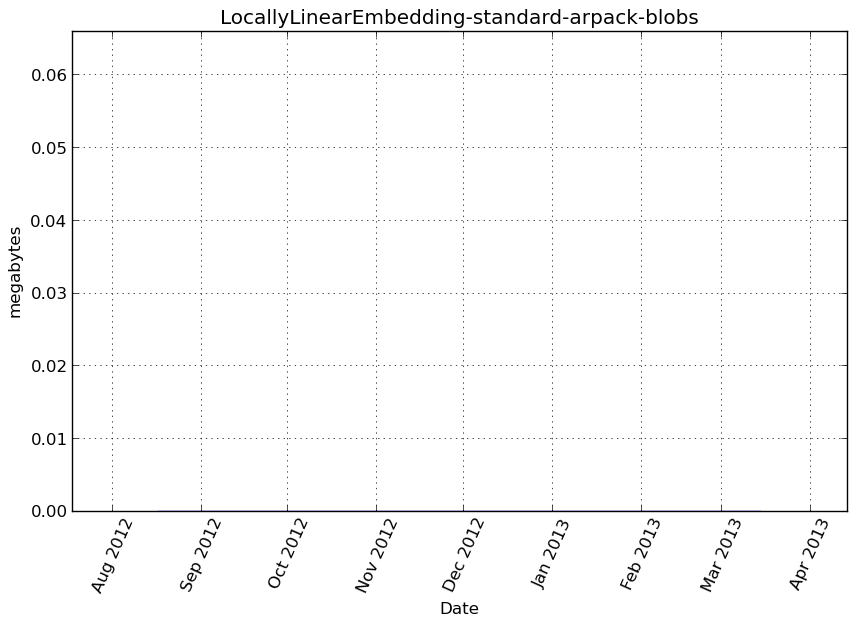 LocallyLinearEmbedding-standard-arpack-blobs
megabytes
0.06
0.05
0.04
0.03
0.02
0.01
0.00
Aug 2012
Sep 2012
Oct 2012
Nov 2012
Dec 2012
Jan 2013
Feb 2013
Mar 2013
Apr 2013
Date